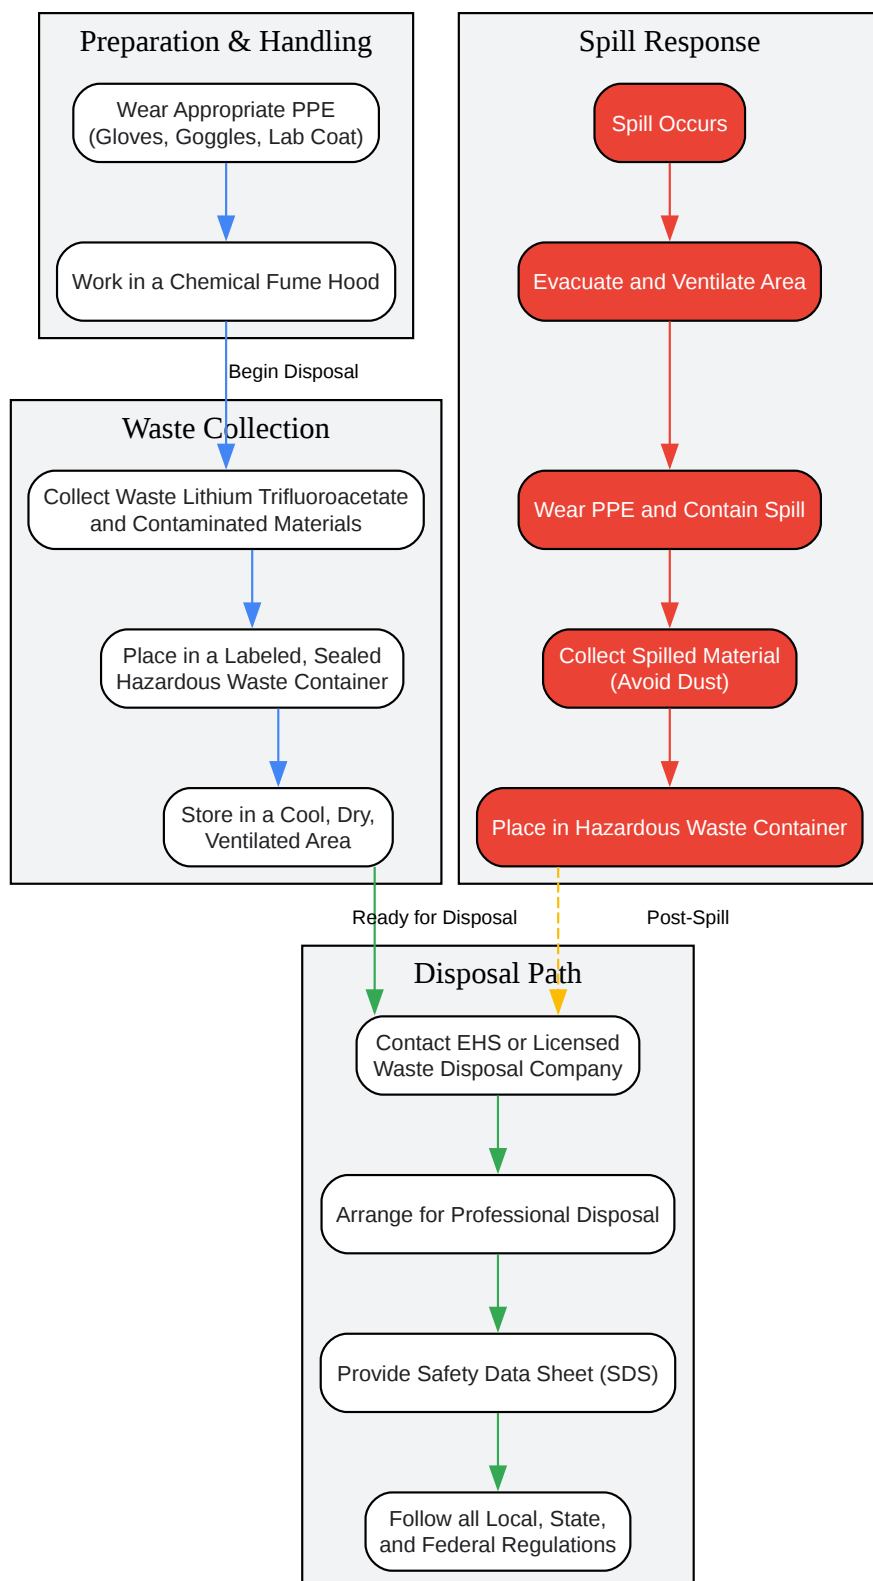 Preparation & Handling
Wear Appropriate PPE
(Gloves, Goggles, Lab Coat)
Work in a Chemical Fume Hood
Begin Disposal
Waste Collection
Collect Waste Lithium Trifluoroacetate
and Contaminated Materials
Place in a Labeled, Sealed
Hazardous Waste Container
Store in a Cool, Dry,
Ventilated Area
Ready for Disposal
Spill Response
Spill Occurs
Evacuate and Ventilate Area
Wear PPE and Contain Spill
Collect Spilled Material
(Avoid Dust)
Place in Hazardous Waste Container
Post-Spill
Disposal Path
Contact EHS or Licensed
Waste Disposal Company
Arrange for Professional Disposal
Provide Safety Data Sheet (SDS)
Follow all Local, State,
and Federal Regulations